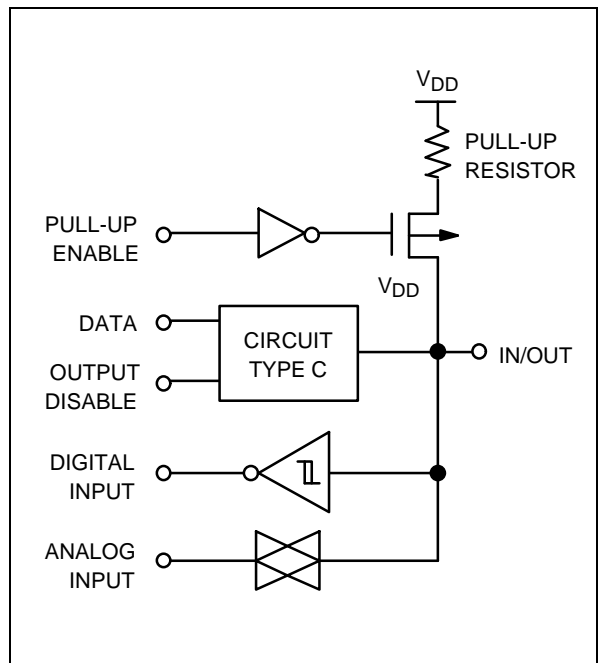 VDD
PULL-UP
RESISTOR
PULL-UP
ENABLE
VDD
DATA
CIRCUIT
TYPE C
IN/OUT
OUTPUT
DISABLE
DIGITAL
INPUT
ANALOG
INPUT